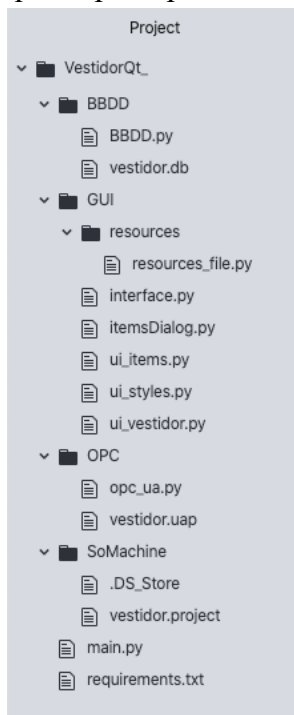 Project
VestidorQt_
BBDD
BBDD.py
vestidor.db
GUI
resources
resources_file.py
interface.py
itemsDialog.py
ui_items.py
ui_styles.py
ui_vestidor.py
OPC
opc_ua.py
vestidor.uap
SoMachine
.DS_Store
vestidor.project
main.py
requirements.txt